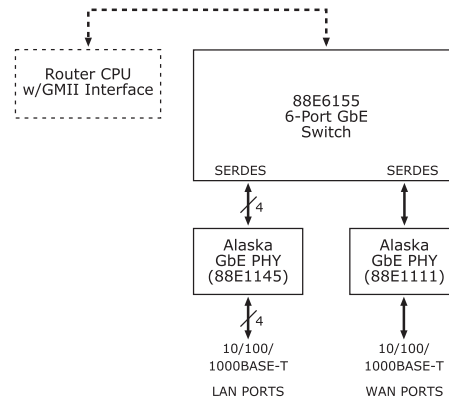 Router CPU
w/GMII Interface
88E6155
6-Port GbE
Switch
SERDES
SERDES
4
Alaska
GbE PHY
(88E1145)
Alaska
GbE PHY
(88E1111)
4
10/100/
1000BASE-T
10/100/
1000BASE-T
LAN PORTS
WAN PORTS